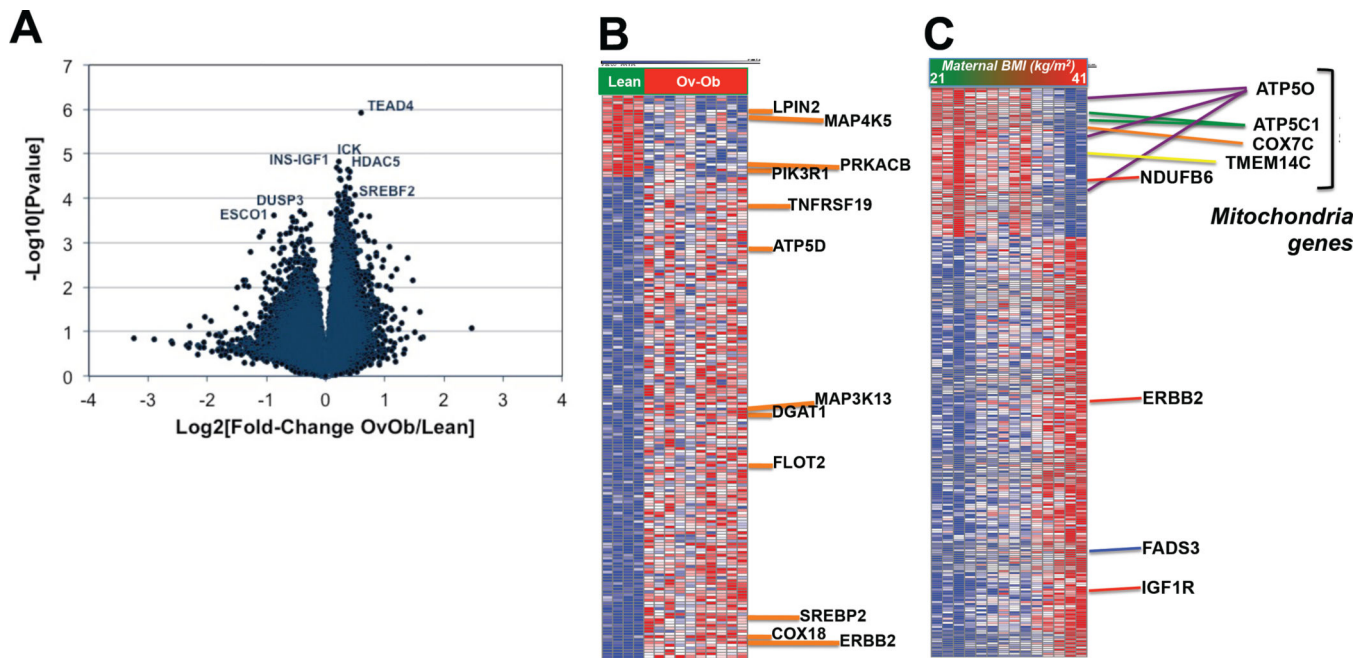 A
7
6
5
4
3
2
1
0
-4
-3
-2
-1
0
1
2
3
4
-Log10[Pvalue]
Log2[Fold-Change OvOb/Lean]
TEAD4
ICK
INS-IGF1
HDAC5
SREBF2
DUSP3
ESCO1
B
Lean
Ov-Ob
LPIN2
MAP4K5
PRKACB
PIK3R1
TNFRSF19
ATP5D
MAP3K13
DGAT1
FLOT2
SREBP2
COX18
ERBB2
C
Maternal BMI (kg/m²)
21
41
ATP5O
ATP5C1
COX7C
TMEM14C
NDUFB6
Mitochondria
genes
ERBB2
FADS3
IGF1R